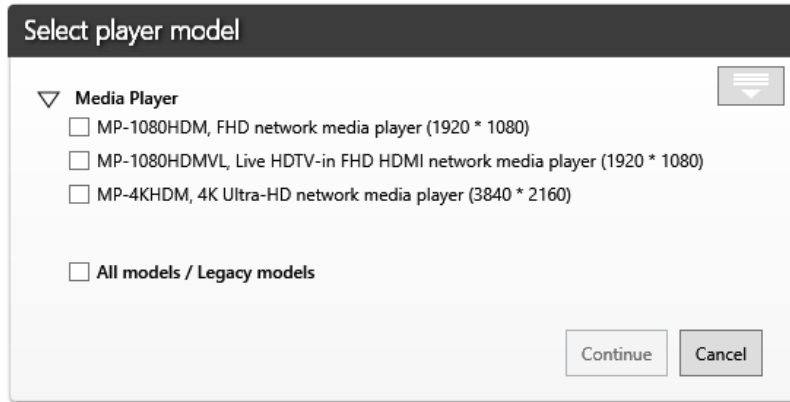 Select player model
Media Player
MP-1080HDM, FHD network media player (1920 * 1080)
MP-1080HDMVL, Live HDTV-in FHD HDMI network media player (1920 * 1080)
MP-4KHDM, 4K Ultra-HD network media player (3840 * 2160)
All models / Legacy models
Continue Cancel